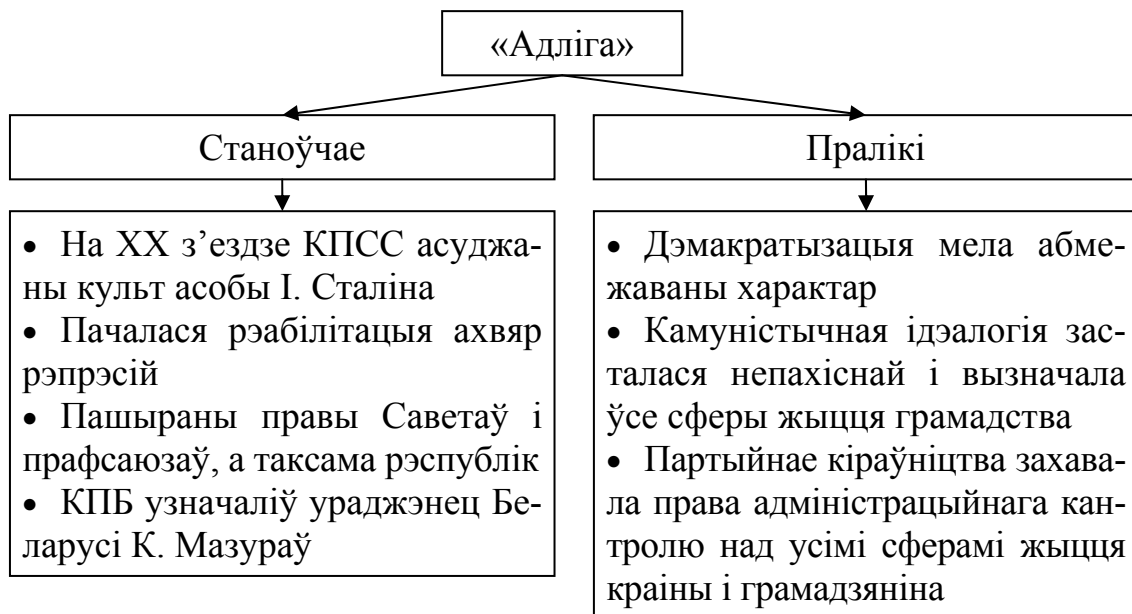 «Адліга»
Станоўчае
• На XX з’ездзе КПСС асуджа-
ны культ асобы І. Сталіна
• Пачалася рэабілітацыя ахвяр
рэпрэсій
• Пашыраны правы Саветаў і
прафсаюзаў, а таксама рэспублік
• КПБ узначаліў ураджэнец Бе-
ларусі К. Мазураў
Пралікі
• Дэмакратызацыя мела абме-
жаваны характар
• Камуністычная ідэалогія зас-
талася непахіснай і вызначала
ўсе сферы жыцця грамадства
• Партыйнае кіраўніцтва захава-
ла права адміністрацыйнага кан-
тролю над усімі сферамі жыцця
краіны і грамадзяніна